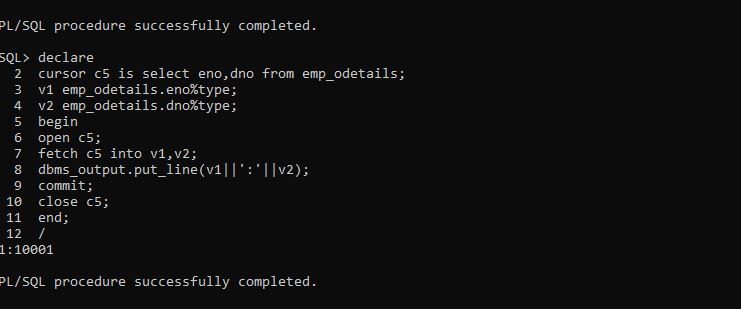 PL/SQL procedure successfully completed.
SQL> declare
2 cursor c5 is select eno,dno from emp_odetails;
3 v1 emp_odetails.eno%type;
4 v2 emp_odetails.dno%type;
5 begin
6 open c5;
7 fetch c5 into v1,v2;
8 dbms_output.put_line(v1||':'||v2);
9 commit;
10 close c5;
11 end;
12 /
1:10001
PL/SQL procedure successfully completed.